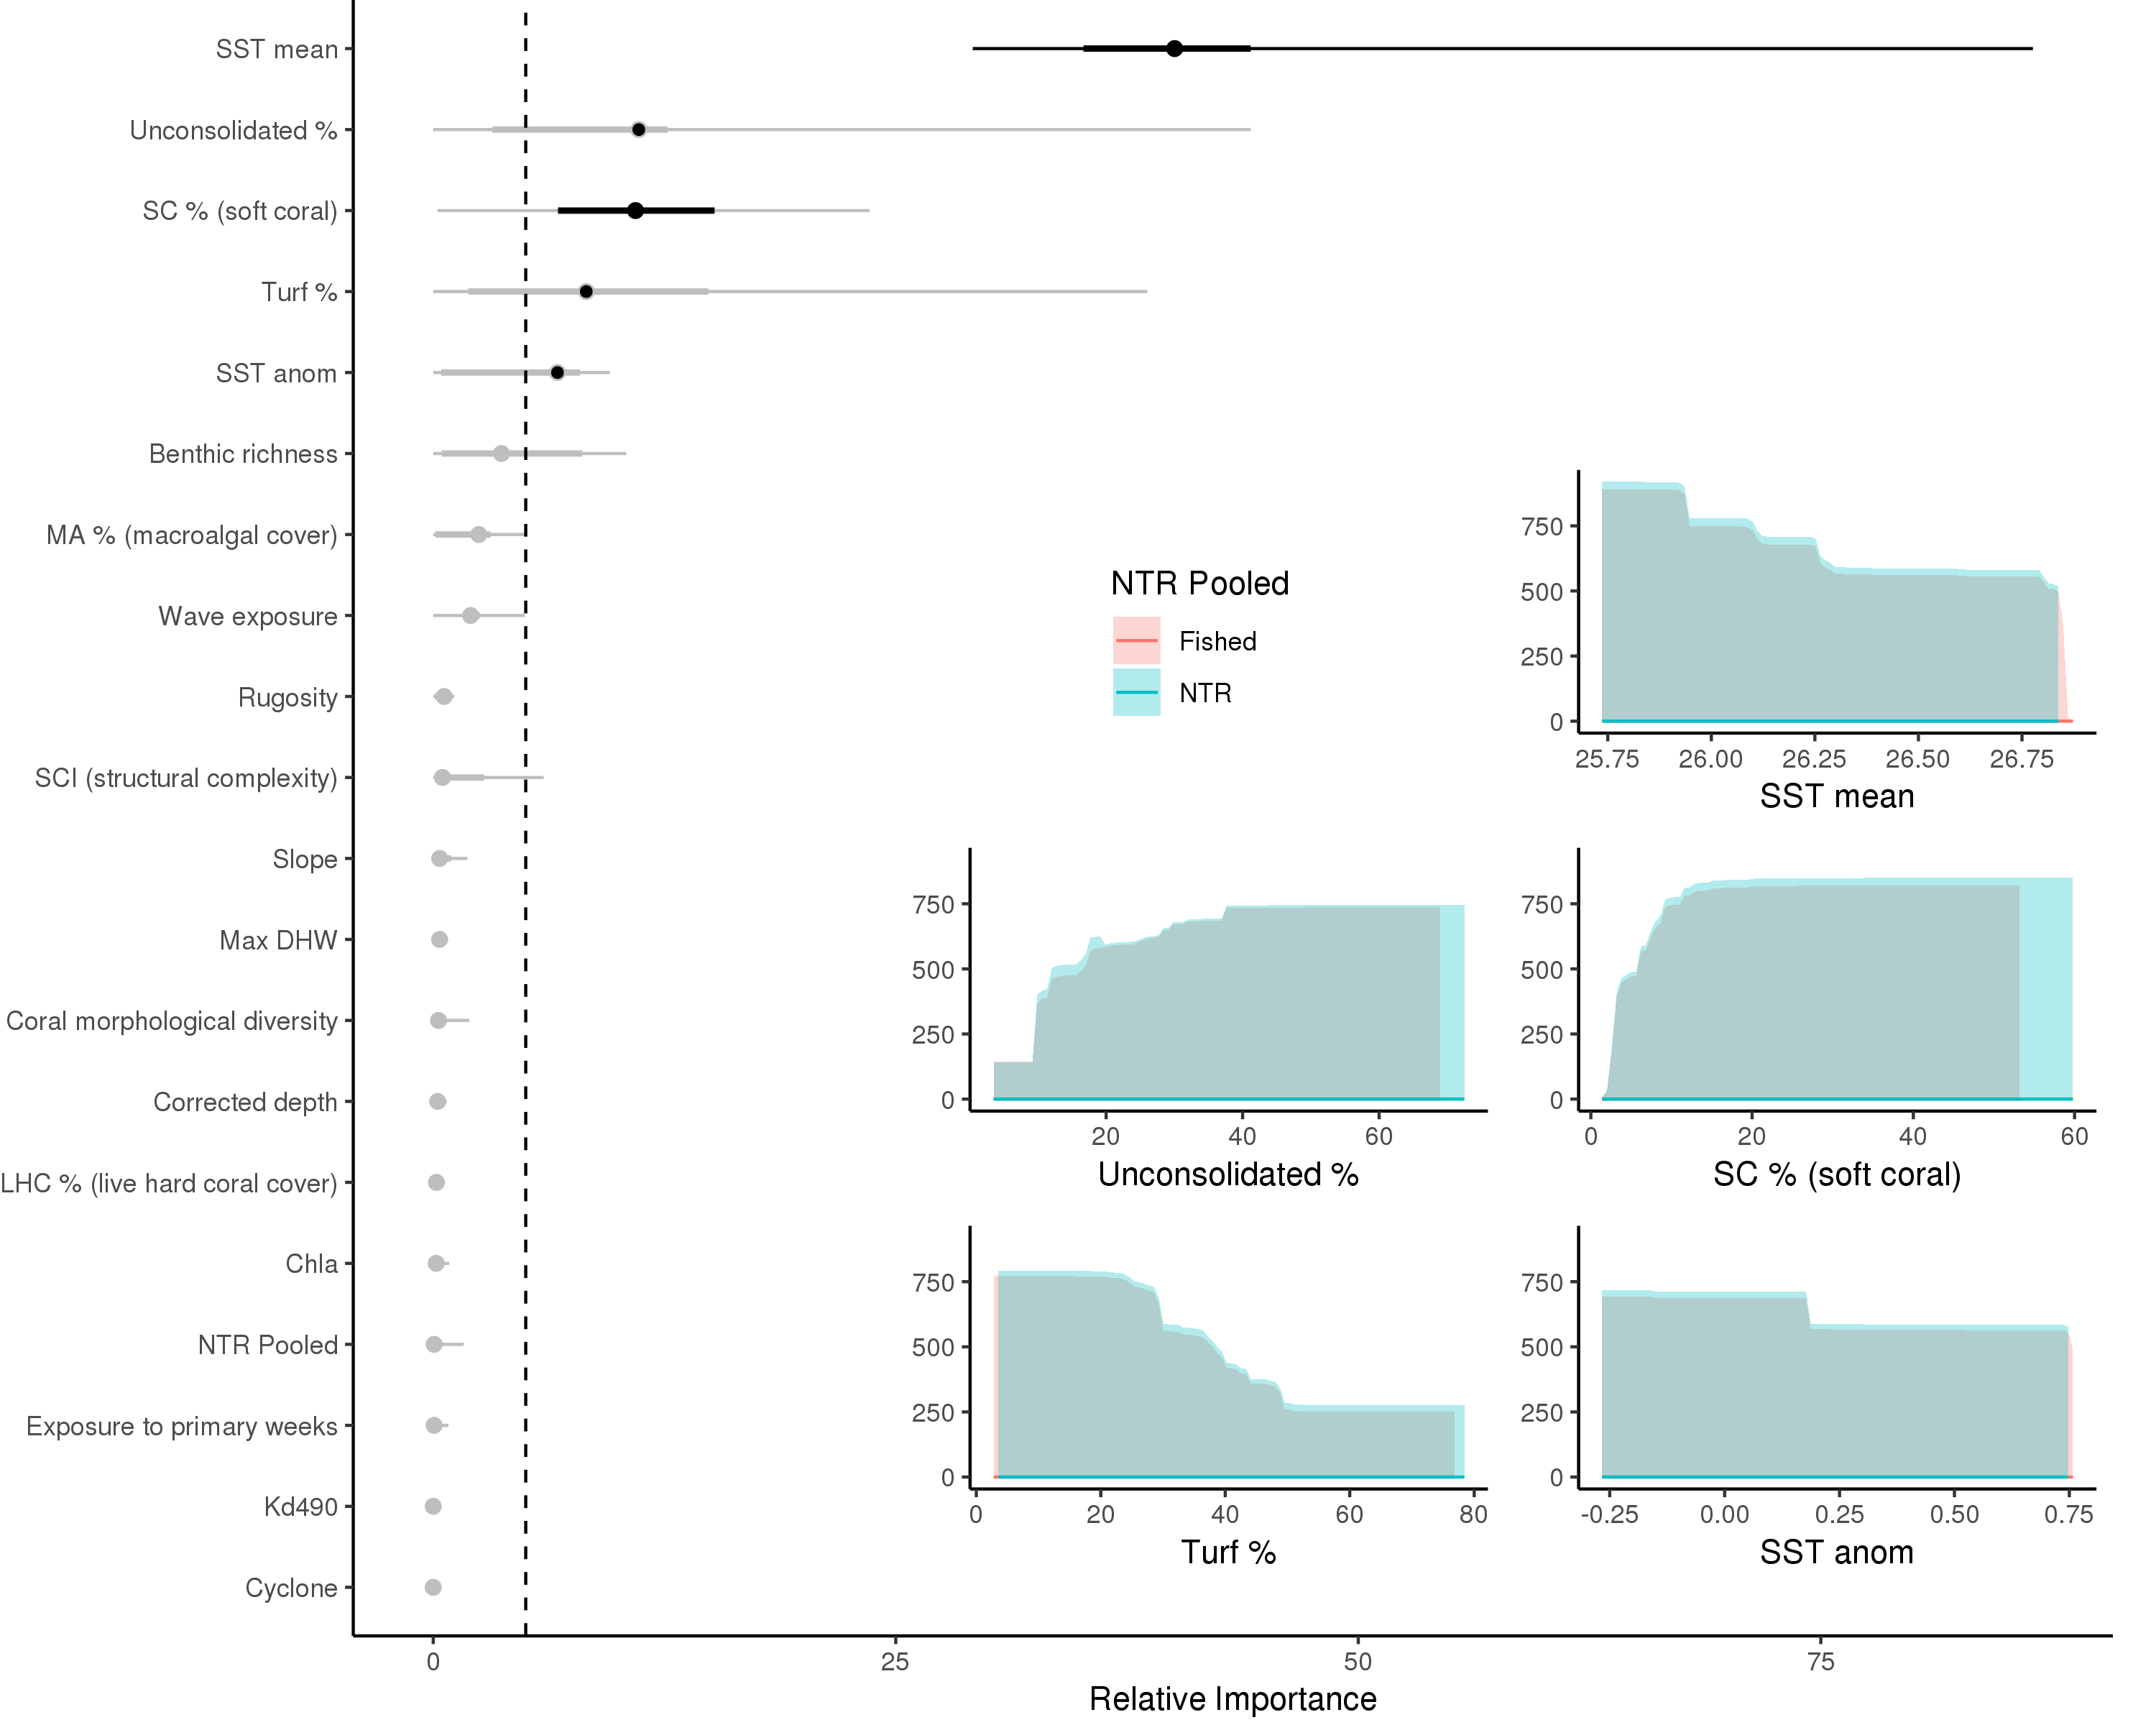 SST mean
Unconsolidated %
SC % (soft coral)
Turf %
SST anom
Benthic richness
MA % (macroalgal cover)
Wave exposure
Rugosity
SCI (structural complexity)
Slope
Max DHW
Coral morphological diversity
Corrected depth
LHC % (live hard coral cover)
Chla
NTR Pooled
Exposure to primary weeks
Kd490
Cyclone
0 25 50 75
Relative Importance
NTR Pooled
Fished
NTR
750
500
250
0
25.75 26.00 26.25 26.50 26.75
SST mean
750
500
250
0
20 40 60
Unconsolidated %
750
500
250
0
0 20 40 60
SC % (soft coral)
750
500
250
0
0 20 40 60 80
Turf %
750
500
250
0
-0.25 0.00 0.25 0.50 0.75
SST anom